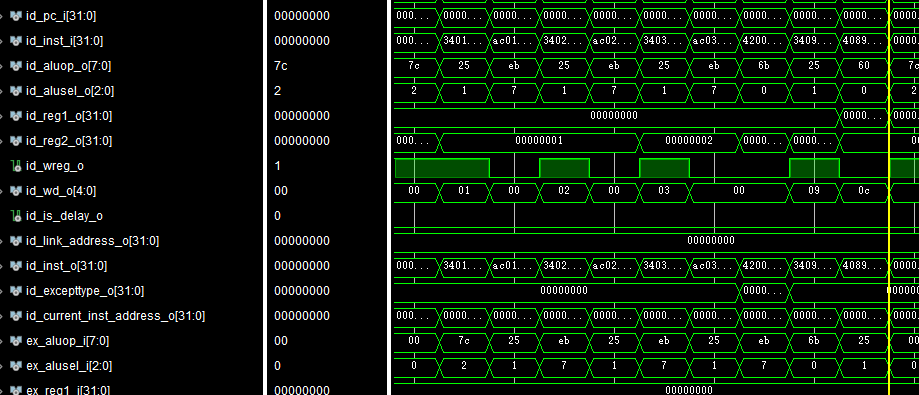 id_pc_i[31:0] 00000000 000... 0000... 0000... 0000... 0000... 0000... 0000... 0000... 0000... 0000... 0000...
id_inst_i[31:0] 00000000 000... 3401... ac01... 3402... ac02... 3403... ac03... 4200... 3409... 4089... 0000...
id_aluop_o[7:0] 7c 7c 25 eb 25 eb 25 eb 6b 25 60 7c
id_alusel_o[2:0] 2 2 1 7 1 7 1 7 0 1 0 2
id_reg1_o[31:0] 00000000 00000000 0000... 0000...
id_reg2_o[31:0] 00000000 000... 00000001 00000002 0000... 0000... 00
id_wreg_o 1
id_wd_o[4:0] 00 00 01 00 02 00 03 00 09 0c
id_is_delay_o 0
id_link_address_o[31:0] 00000000 00000000
id_inst_o[31:0] 00000000 000... 3401... ac01... 3402... ac02... 3403... ac03... 4200... 3409... 4089... 0000...
id_excepttype_o[31:0] 00000000 00000000 0000... 00000
id_current_inst_address_o[31:0] 00000000 000... 0000... 0000... 0000... 0000... 0000... 0000... 0000... 0000... 0000... 0000...
ex_aluop_i[7:0] 00 00 7c 25 eb 25 eb 25 eb 6b 25 00
ex_alusel_i[2:0] 0 0 2 1 7 1 7 1 7 0 1 0
ex_reg1_i[31:0] 00000000 00000000